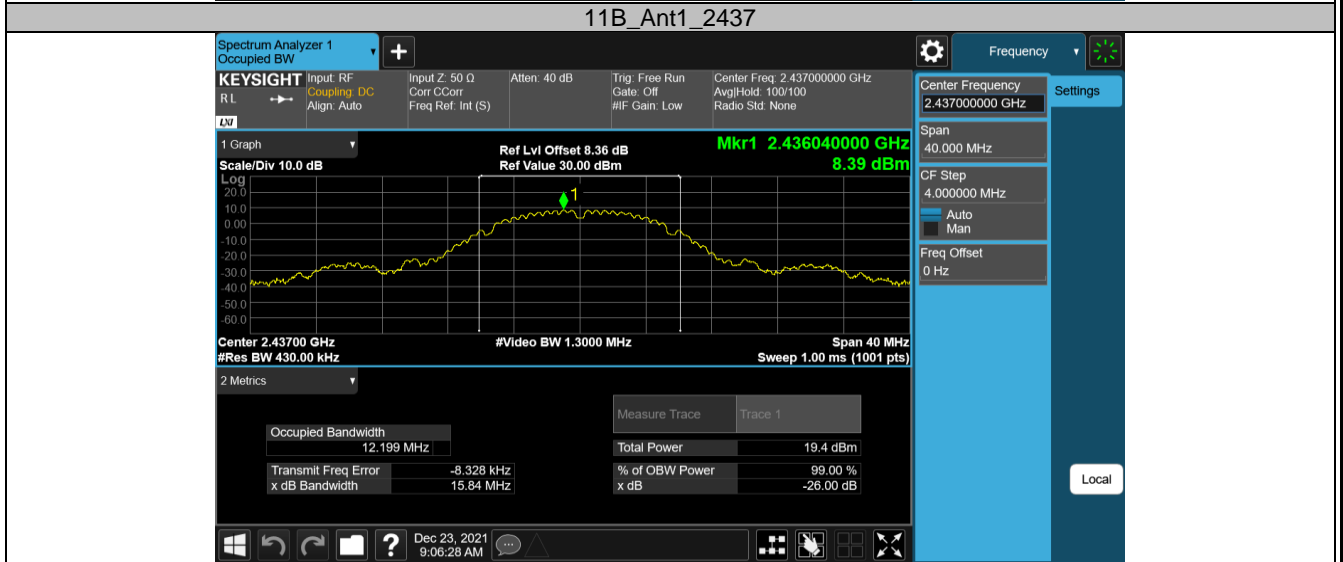 11B_Ant1_2437
Spectrum Analyzer 1
Occupied BW
Frequency
KEYSIGHT
RL
LXI
Input: RF
Coupling: DC
Align: Auto
Input Z: 50 Ω
Corr CCorr
Freq Ref: Int (S)
Atten: 40 dB
Trig: Free Run
Gate: Off
#IF Gain: Low
Center Freq: 2.437000000 GHz
Avg|Hold: 100/100
Radio Std: None
Center Frequency
2.437000000 GHz
Settings
Span
40.000 MHz
CF Step
4.000000 MHz
Auto
Man
Freq Offset
0 Hz
Local
1 Graph
Scale/Div 10.0 dB
Ref Lvl Offset 8.36 dB
Ref Value 30.00 dBm
Mkr1 2.436040000 GHz
8.39 dBm
Log
20.0
10.0
0.00
-10.0
-20.0
-30.0
-40.0
-50.0
-60.0
1
Center 2.43700 GHz
#Res BW 430.00 kHz
#Video BW 1.3000 MHz
Span 40 MHz
Sweep 1.00 ms (1001 pts)
2 Metrics
Measure Trace Trace 1
Occupied Bandwidth
12.199 MHz
Total Power 19.4 dBm
Transmit Freq Error -8.328 kHz
% of OBW Power 99.00 %
x dB Bandwidth 15.84 MHz
x dB -26.00 dB
?
Dec 23, 2021
9:06:28 AM